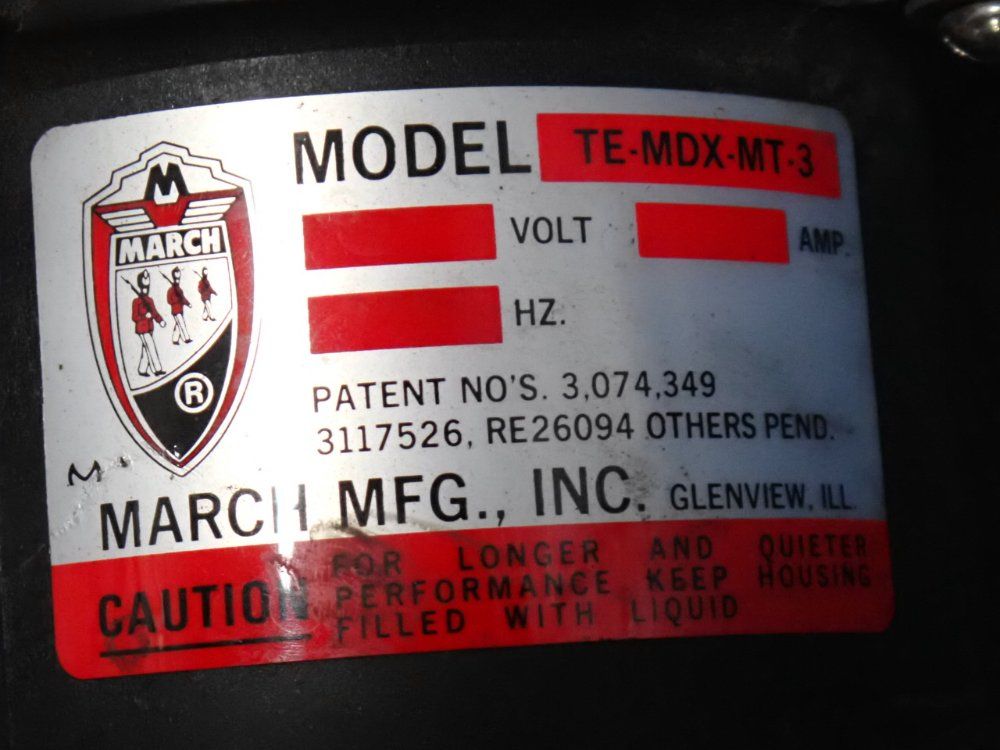 MODEL TE-MDX-MT-3
M
MARCH
VOLT AMP.
HZ.
®
PATENT NO'S. 3,074,349
3117526, RE26094 OTHERS PEND.
M
MARCH MFG., INC. GLENVIEW, ILL.
CAUTION
FOR LONGER AND QUIETER
PERFORMANCE KEEP HOUSING
FILLED WITH LIQUID